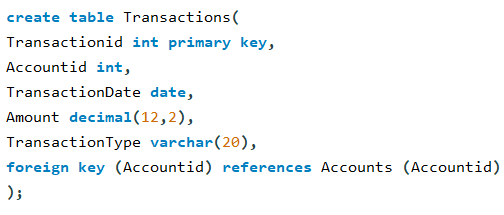 create table Transactions(
Transactionid int primary key,
Accountid int,
TransactionDate date,
Amount decimal(12,2),
TransactionType varchar(20),
foreign key (Accountid) references Accounts (Accountid)
);